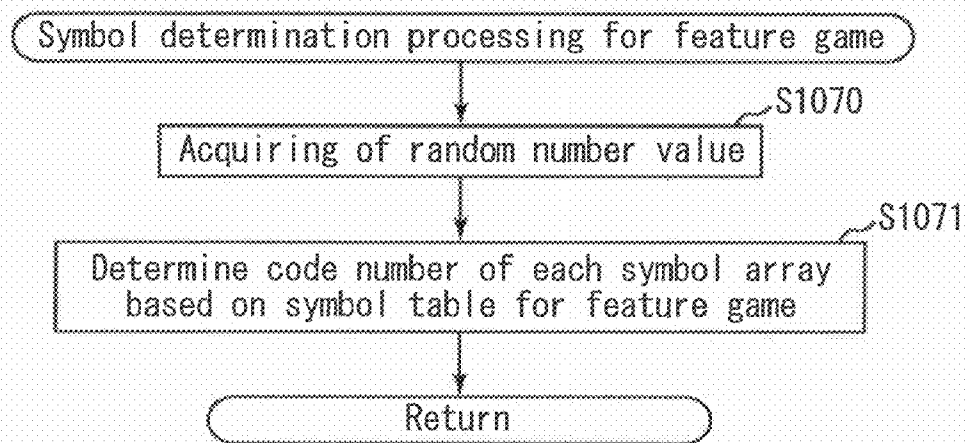 Symbol determination processing for feature game
S1070
Acquiring of random number value
S1071
Determine code number of each symbol array
based on symbol table for feature game
Return